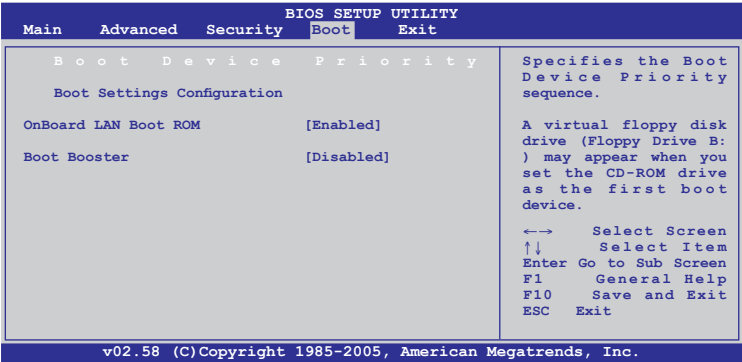 BIOS SETUP UTILITY
Main Advanced Security Boot Exit
Boot Device Priority
Boot Settings Configuration
OnBoard LAN Boot ROM [Enabled]
Boot Booster [Disabled]
Specifies the Boot
Device Priority
sequence.
A virtual floppy disk
drive (Floppy Drive B:
) may appear when you
set the CD-ROM drive
as the first boot
device.
←→ Select Screen
↑↓ Select Item
Enter Go to Sub Screen
F1 General Help
F10 Save and Exit
ESC Exit
v02.58 (C)Copyright 1985-2005, American Megatrends, Inc.